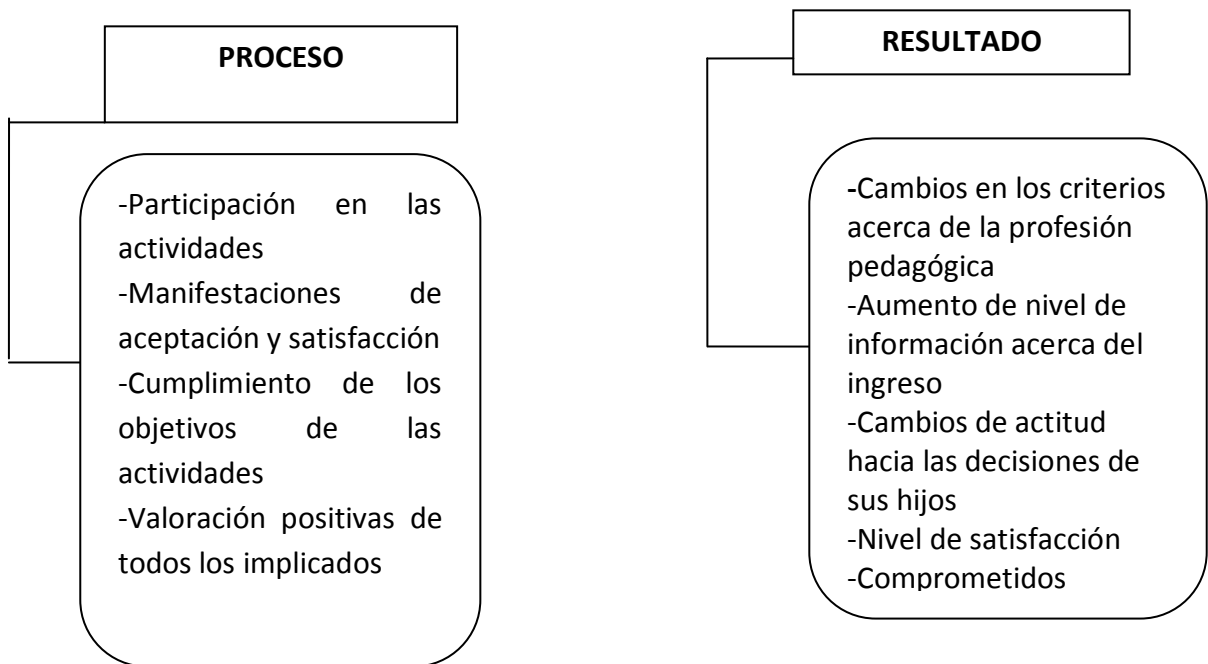 PROCESO
-Participación en las
actividades
-Manifestaciones de
aceptación y satisfacción
-Cumplimiento de los
objetivos de las
actividades
-Valoración positivas de
todos los implicados
RESULTADO
-Cambios en los criterios
acerca de la profesión
pedagógica
-Aumento de nivel de
información acerca del
ingreso
-Cambios de actitud
hacia las decisiones de
sus hijos
-Nivel de satisfacción
-Comprometidos